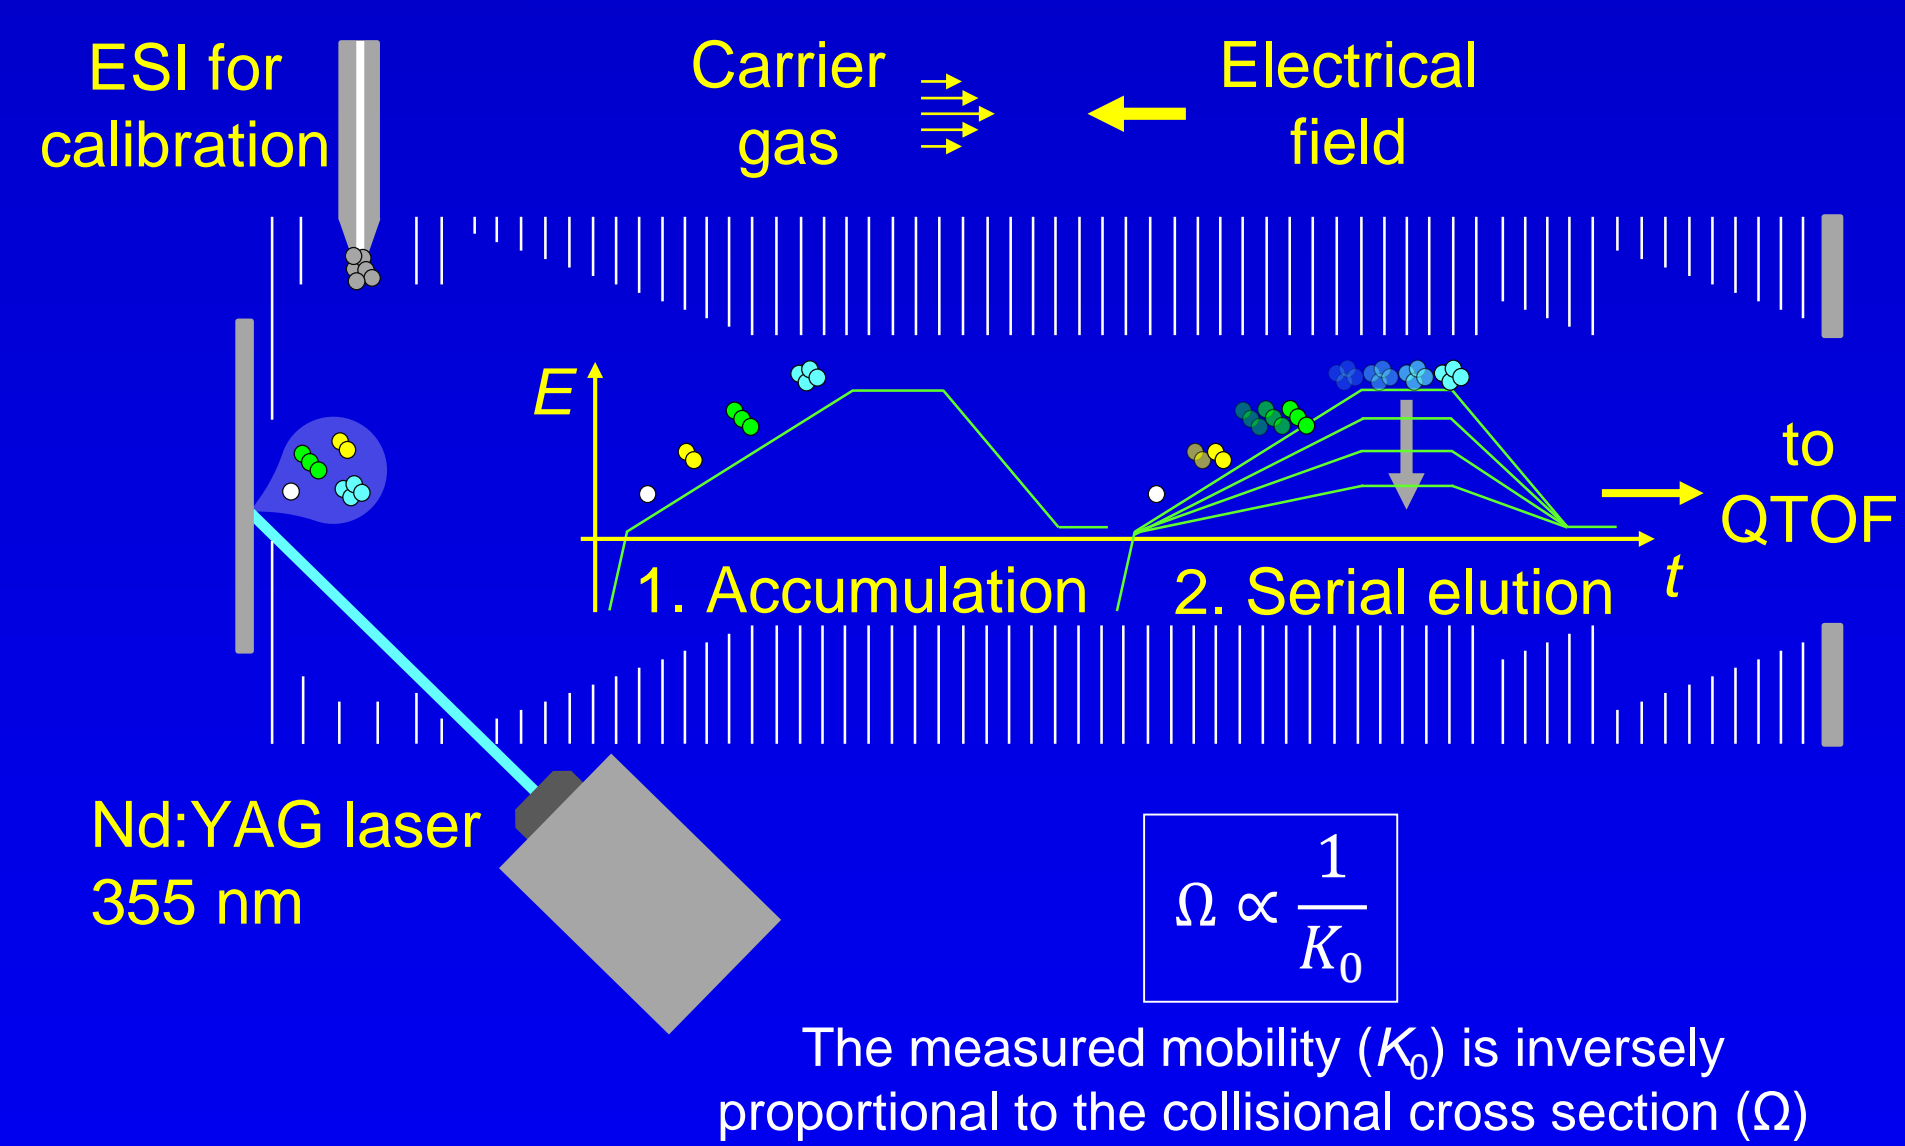 ESI for
calibration
Carrier
gas
Electrical
field
E
1. Accumulation
2. Serial elution
t
to
QTOF
Nd:YAG laser
355 nm
Ω ∝ 1/K₀
The measured mobility (K₀) is inversely
proportional to the collisional cross section (Ω)